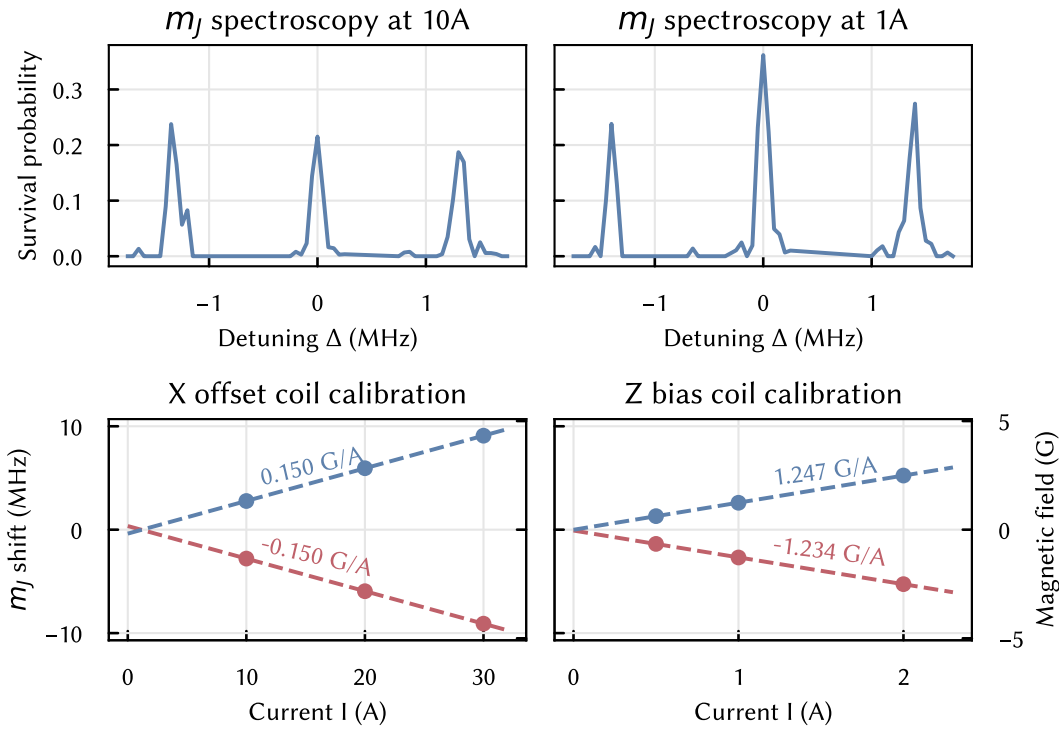 m_J spectroscopy at 10A
m_J spectroscopy at 1A
Survival probability
0.3
0.2
0.1
0.0
−1
0
1
−1
0
1
Detuning Δ (MHz)
Detuning Δ (MHz)
X offset coil calibration
Z bias coil calibration
m_J shift (MHz)
10
0
−10
0.150 G/A
-0.150 G/A
1.247 G/A
-1.234 G/A
5
0
−5
Magnetic field (G)
0
10
20
30
0
1
2
Current I (A)
Current I (A)